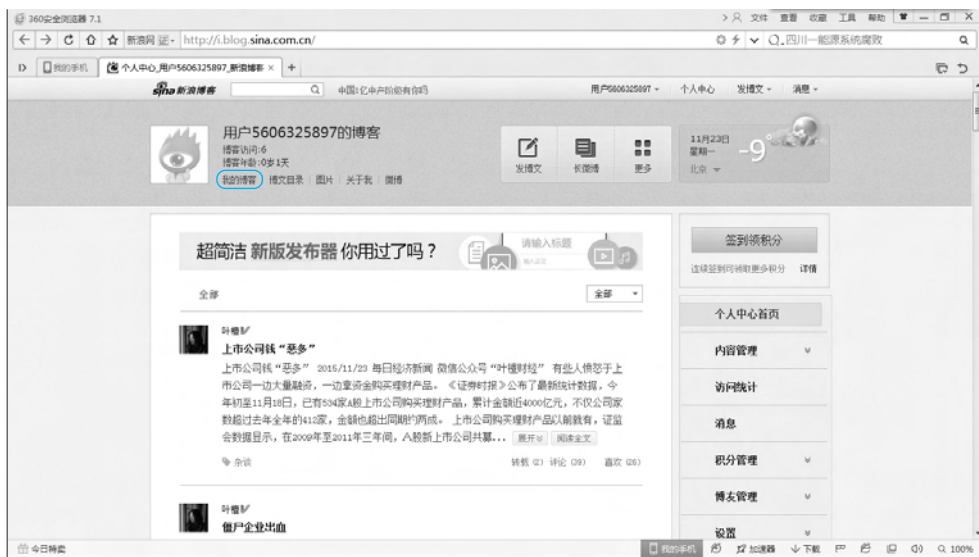 360安全浏览器 7.1
文件 查看 收藏 工具 帮助
新浪网 证 http://i.blog.sina.com.cn/
四川一能源系统腐败
我的手机 个人中心_用户5606325897_新浪博客
sina 新浪博客 中国1亿中产阶级有你吗 用户5606325897 个人中心 发博文 消息
用户5606325897的博客
博客访问:6
博客年龄:0岁1天
我的博客 博文目录 图片 关于我 微博
发博文 长微博 更多
11月23日
星期一
-9°
北京
超简洁 新版发布器 你用过了吗？
请输入标题
输入正文
签到领积分
连续签到可领取更多积分 详情
全部 全部
个人中心首页
内容管理
访问统计
消息
积分管理
博友管理
设置
叶檀
上市公司钱“恶多”
上市公司钱“恶多” 2015/11/23 每日经济新闻 微信公众号“叶檀财经” 有些人愤怒于上
市公司一边大量融资，一边拿资金购买理财产品。《证券时报》公布了最新统计数据，今
年初至11月18日，已有534家A股上市公司购买理财产品，累计金额近4000亿元，不仅公司家
数超过去年全年的412家，金额也超出同期约两成。 上市公司购买理财产品以前就有，证监
会数据显示，在2009年至2011年三年间，A股新上市公司共募... 展开 阅读全文
杂谈 转载 (2) 评论 (39) 喜欢 (26)
叶檀
僵尸企业出血
今日特卖 我的手机 加速器 下载 100%